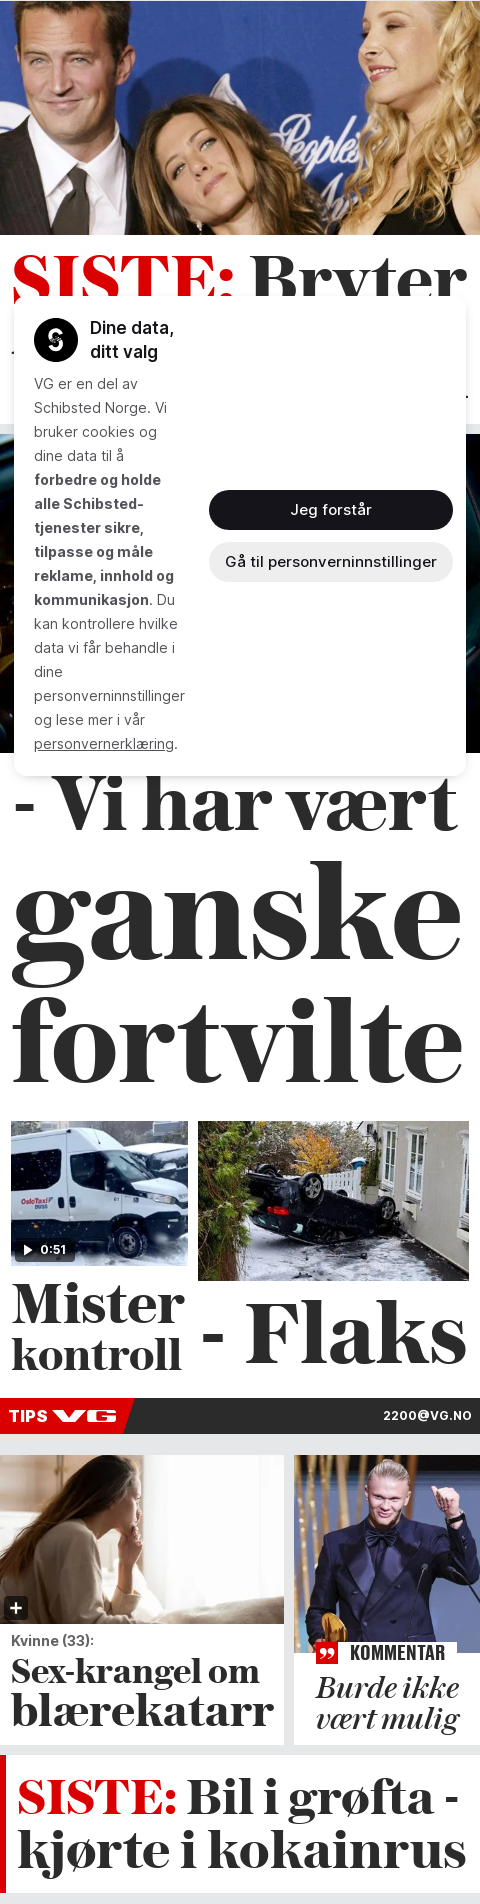 People's
SISTE: Bryter
Dine data,
ditt valg
VG er en del av
Schibsted Norge. Vi
bruker cookies og
dine data til å
forbedre og holde
alle Schibsted-
tjenester sikre,
tilpasse og måle
reklame, innhold og
kommunikasjon. Du
kan kontrollere hvilke
data vi får behandle i
dine
personverninnstillinger
og lese mer i vår
personvernerklæring.
Jeg forstår
Gå til personverninnstillinger
- Vi har vært
ganske
fortvilte
OsloTaxi
BUSS
0:51
Mister
kontroll
- Flaks
TIPS VG
2200@VG.NO
Kvinne (33):
Sex-krangel om
blærekatarr
KOMMENTAR
Burde ikke
vært mulig
SISTE: Bil i grøfta -
kjørte i kokainrus